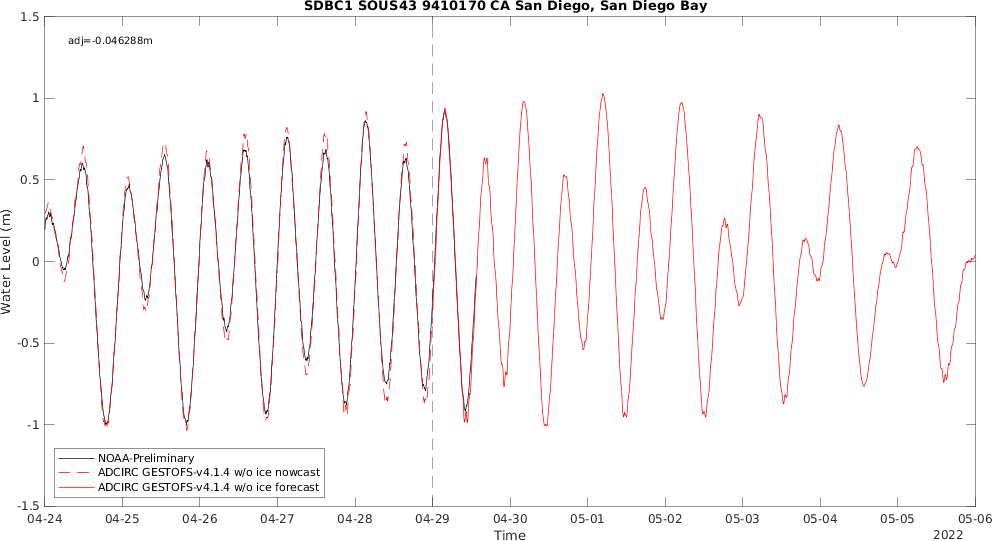 SDBC1 SOUS43 9410170 CA San Diego, San Diego Bay
adj=-0.046288m
1.5
1
0.5
0
-0.5
-1
-1.5
Water Level (m)
NOAA-Preliminary
ADCIRC GESTOFS-v4.1.4 w/o ice nowcast
ADCIRC GESTOFS-v4.1.4 w/o ice forecast
04-24 04-25 04-26 04-27 04-28 04-29 04-30 05-01 05-02 05-03 05-04 05-05 05-06
Time
2022